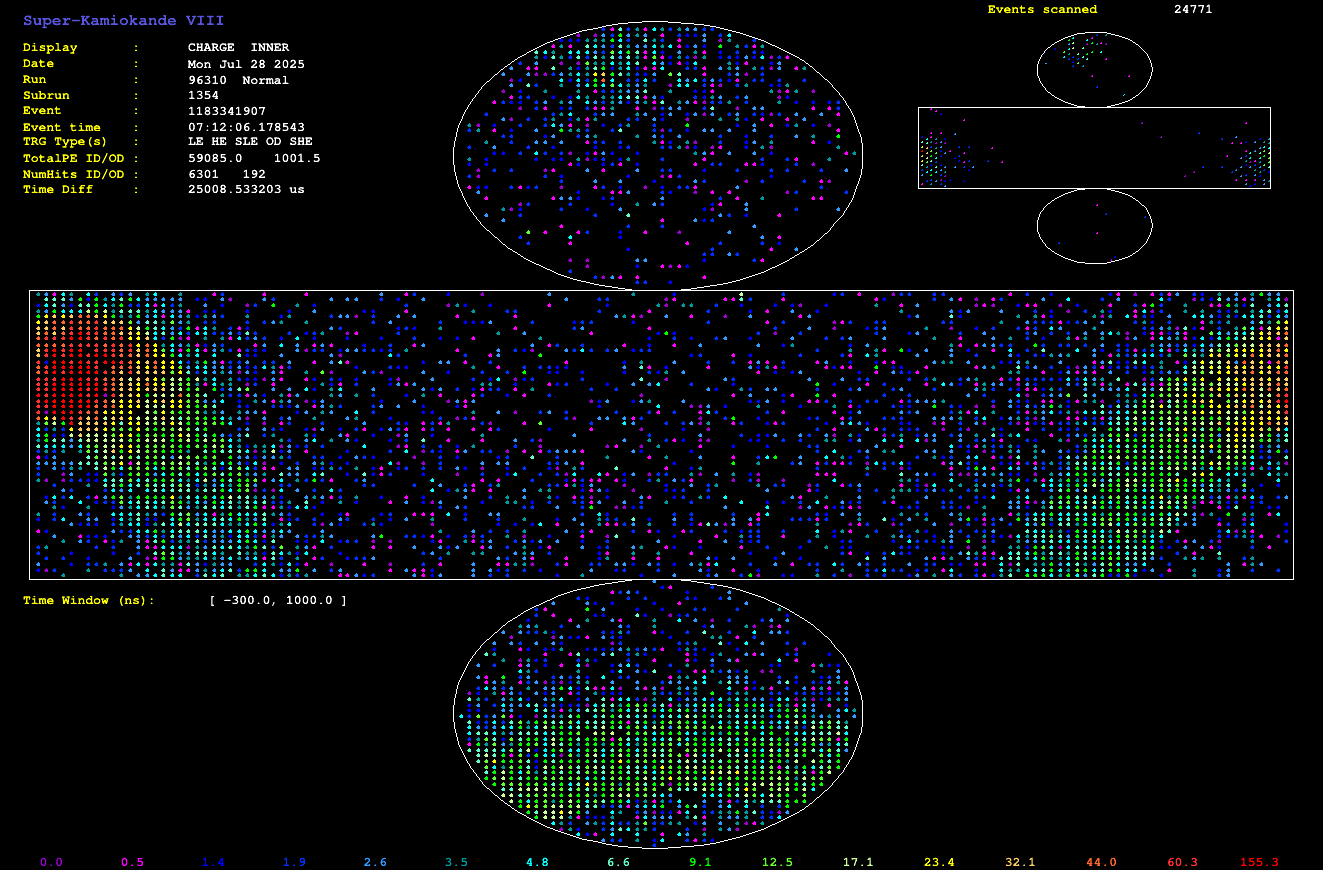 Super-Kamiokande VIII
Events scanned 24771
Display : CHARGE INNER
Date : Mon Jul 28 2025
Run : 96310 Normal
Subrun : 1354
Event : 1183341907
Event time : 07:12:06.178543
TRG Type(s) : LE HE SLE OD SHE
TotalPE ID/OD : 59085.0 1001.5
NumHits ID/OD : 6301 192
Time Diff : 25008.533203 us
Time Window (ns): [ -300.0, 1000.0 ]
0.0 0.5 1.4 1.9 2.6 3.5 4.8 6.6 9.1 12.5 17.1 23.4 32.1 44.0 60.3 155.3